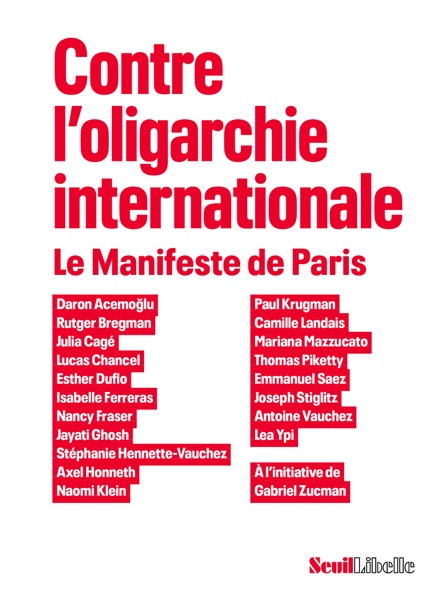 Contre
l'oligarchie
internationale
Le Manifeste de Paris
Daron Acemoğlu
Rutger Bregman
Julia Cagé
Lucas Chancel
Esther Duflo
Isabelle Ferreras
Nancy Fraser
Jayati Ghosh
Stéphanie Hennette-Vauchez
Axel Honneth
Naomi Klein
Paul Krugman
Camille Landais
Mariana Mazzucato
Thomas Piketty
Emmanuel Saez
Joseph Stiglitz
Antoine Vauchez
Lea Ypi
À l'initiative de
Gabriel Zucman
SeuilLibelle